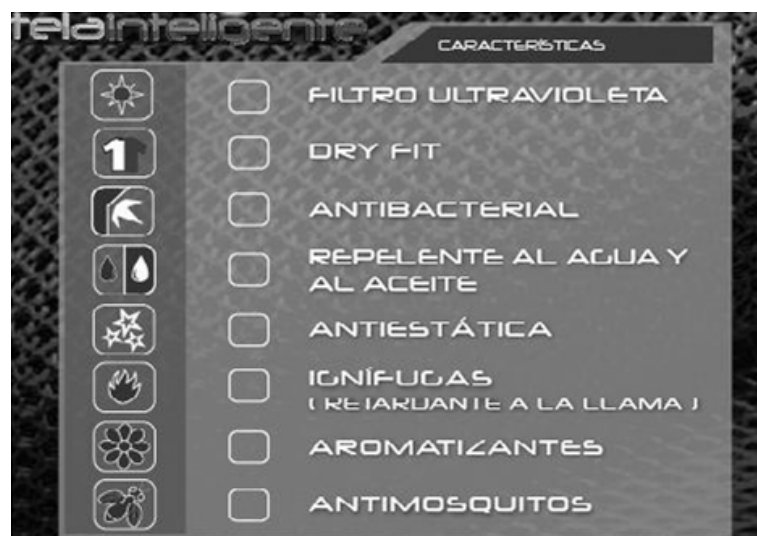 telainteligente
CARACTERÍSTICAS
FILTRO ULTRAVIOLETA
1
DRY FIT
ANTIBACTERIAL
REPELENTE AL AGUA Y
AL ACEITE
ANTIESTÁTICA
IGNÍFUGAS
(RETARDANTE A LA LLAMA)
AROMATIZANTES
ANTIMOSQUITOS